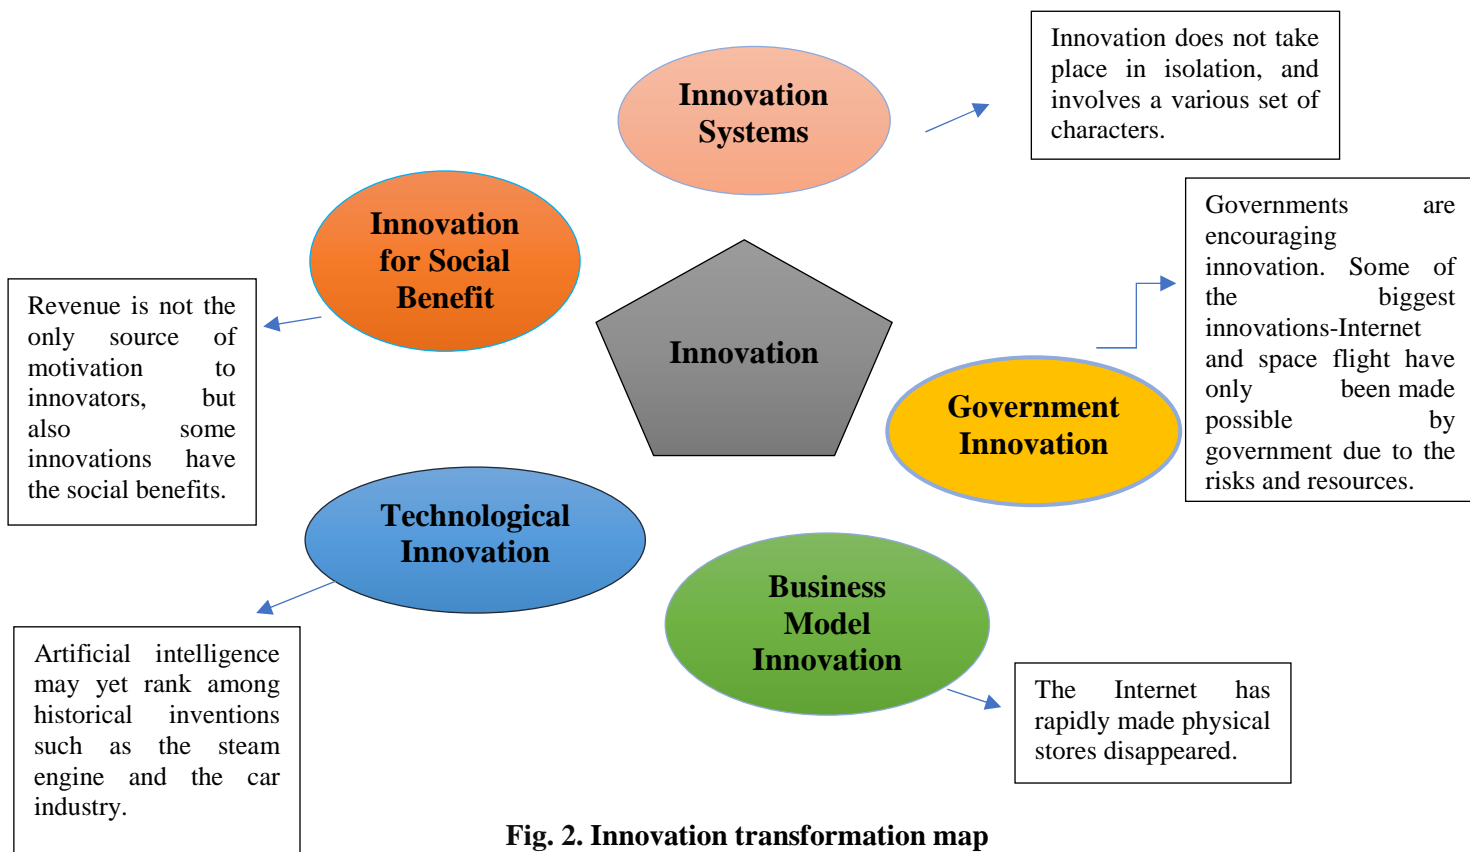 Innovation
Systems
Innovation does not take
place in isolation, and
involves a various set of
characters.
Innovation
for Social
Benefit
Revenue is not the
only source of
motivation to
innovators, but
also some
innovations have
the social benefits.
Innovation
Governments are
encouraging
innovation. Some of
the biggest
innovations-Internet
and space flight have
only been made
possible by
government due to the
risks and resources.
Government
Innovation
Technological
Innovation
Artificial intelligence
may yet rank among
historical inventions
such as the steam
engine and the car
industry.
Business
Model
Innovation
The Internet has
rapidly made physical
stores disappeared.
Fig. 2. Innovation transformation map